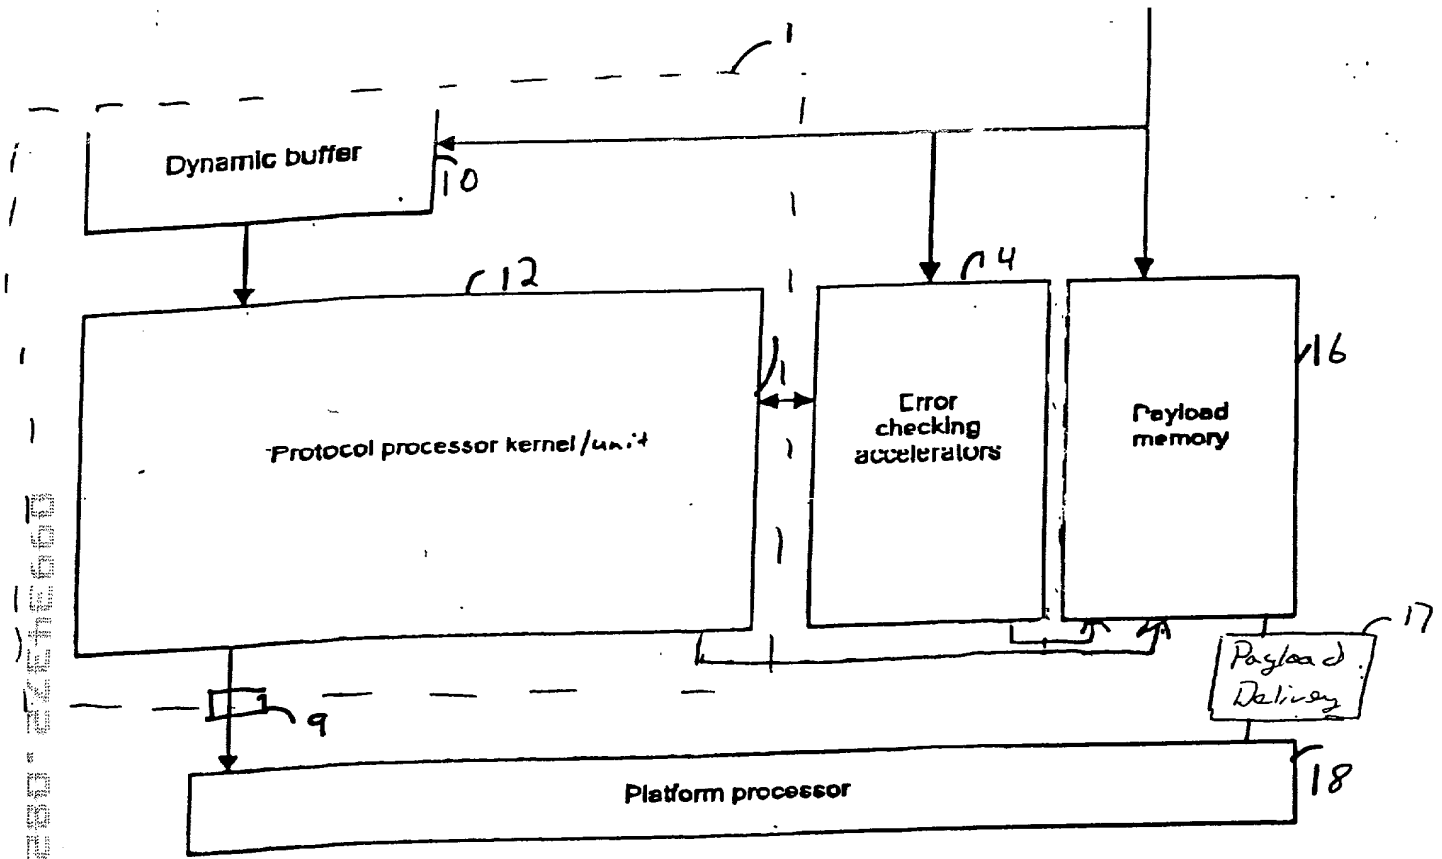 1
Dynamic buffer
10
12
14
Protocol processor kernel/unit
1
Error
checking
accelerators
Payload
memory
16
17
Payload
Delivery
9
Platform processor
18